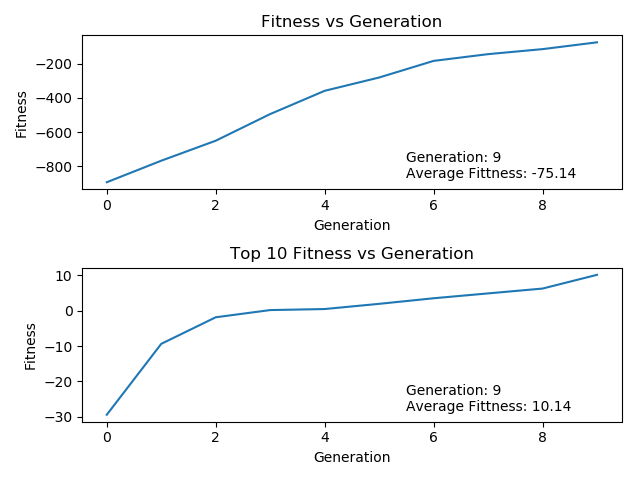 Fitness vs Generation
Fitness
−200
−400
−600
−800
Generation: 9
Average Fittness: -75.14
0 2 4 6 8
Generation
Top 10 Fitness vs Generation
Fitness
10
0
−10
−20
−30
Generation: 9
Average Fittness: 10.14
0 2 4 6 8
Generation